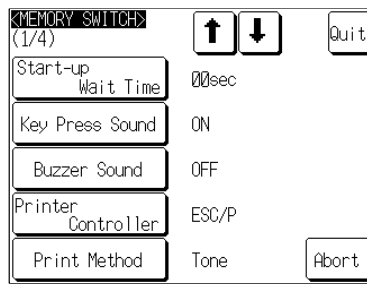 <MEMORY SWITCH>
(1/4)
Quit
Start-up
Wait Time
00sec
Key Press Sound
ON
Buzzer Sound
OFF
Printer
Controller
ESC/P
Print Method
Tone
Abort